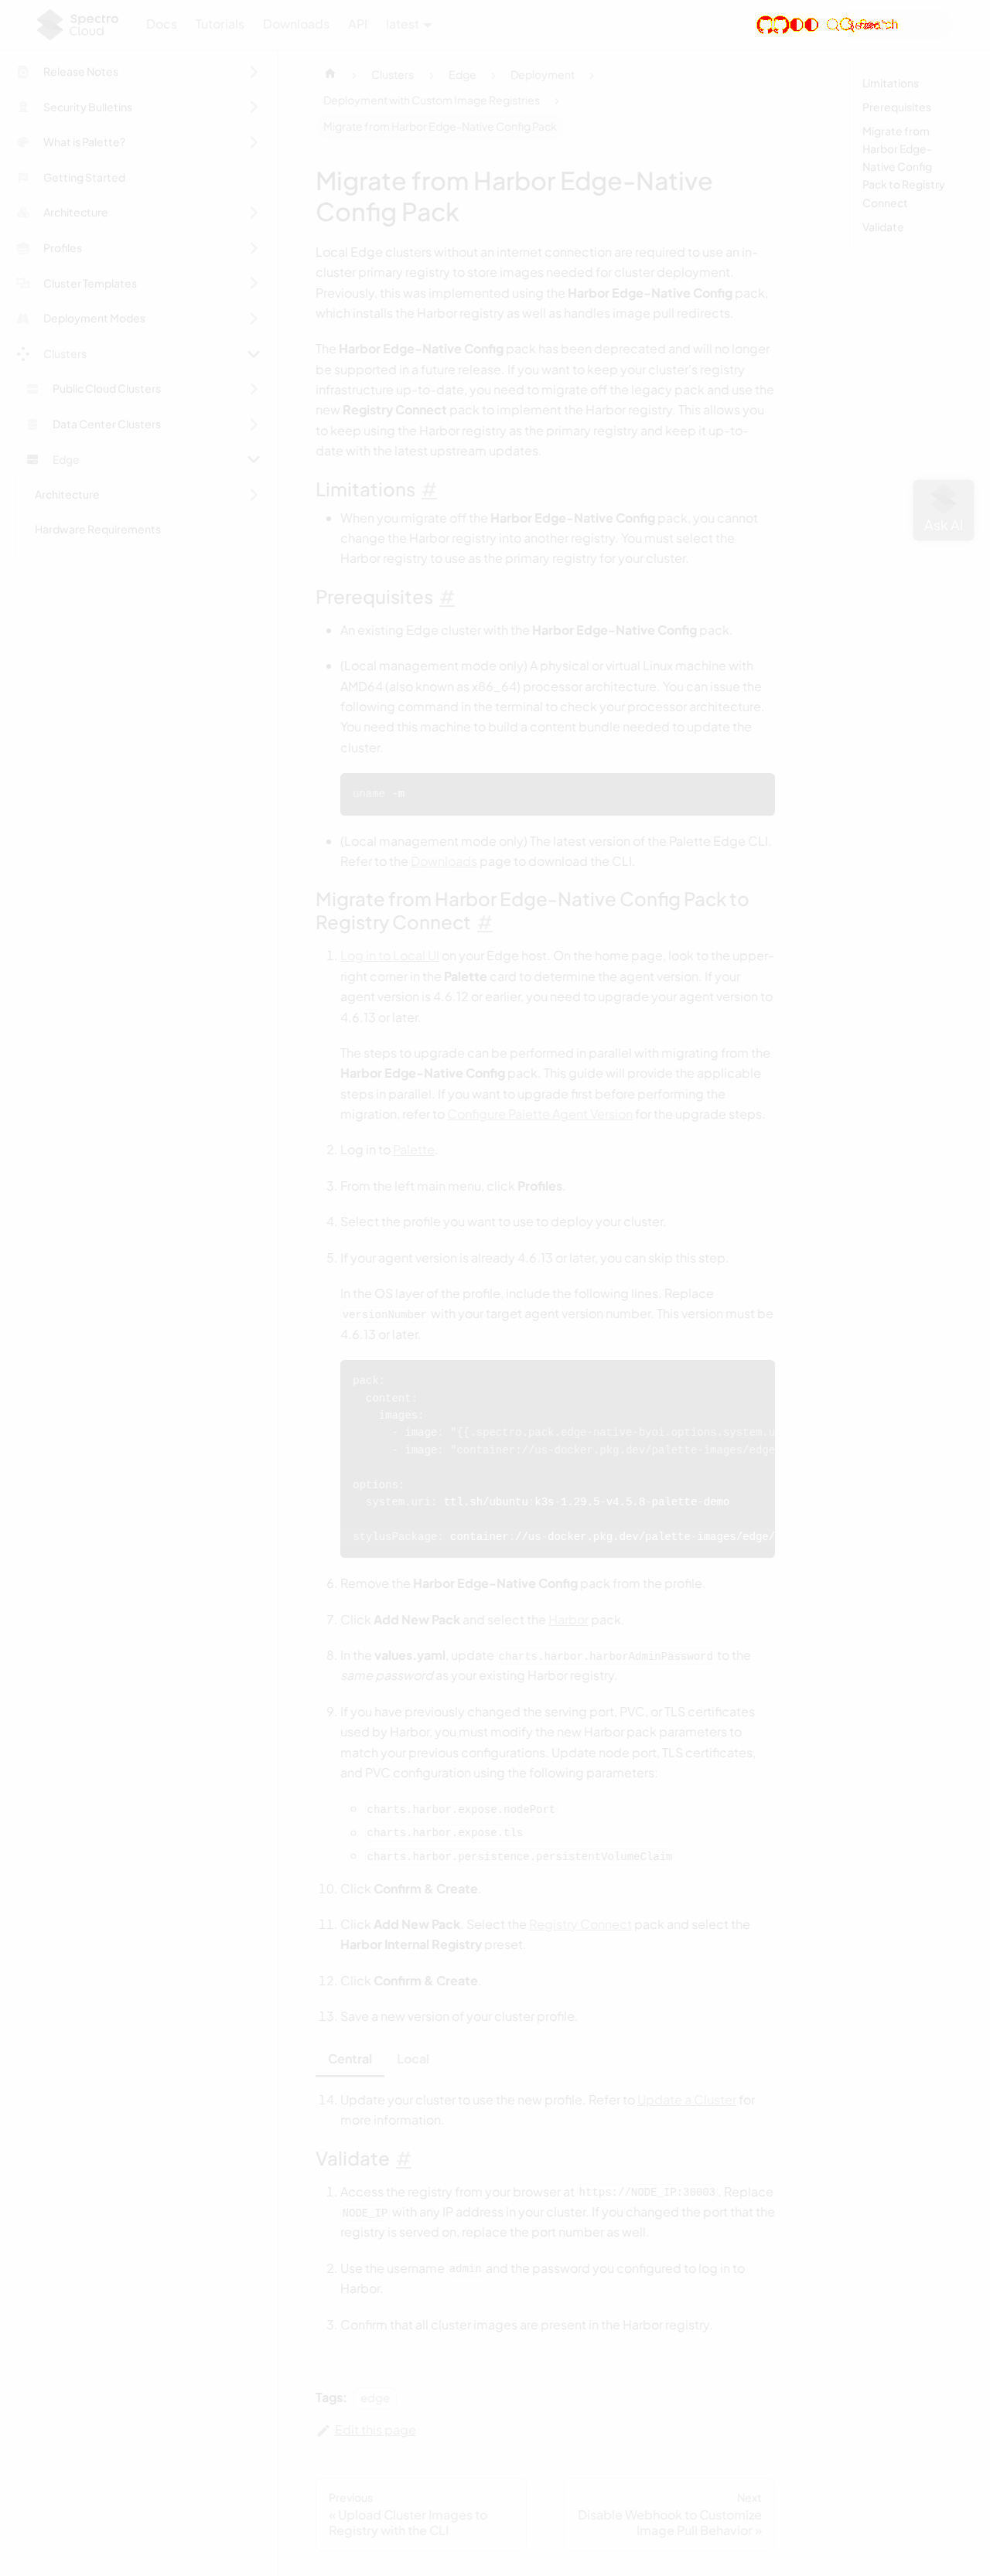 Spectro Cloud
Docs Tutorials Downloads API latest
Release Notes
Security Bulletins
What is Palette?
Getting Started
Architecture
Profiles
Cluster Templates
Deployment Modes
Clusters
Public Cloud Clusters
Data Center Clusters
Edge
Architecture
Hardware Requirements
Clusters › Edge › Deployment ›
Deployment with Custom Image Registries ›
Migrate from Harbor Edge-Native Config Pack
Migrate from Harbor Edge-Native
Config Pack
Local Edge clusters without an internet connection are required to use an in-
cluster primary registry to store images needed for cluster deployment.
Previously, this was implemented using the Harbor Edge-Native Config pack,
which installs the Harbor registry as well as handles image pull redirects.
The Harbor Edge-Native Config pack has been deprecated and will no longer
be supported in a future release. If you want to keep your cluster's registry
infrastructure up-to-date, you need to migrate off the legacy pack and use the
new Registry Connect pack to implement the Harbor registry. This allows you
to keep using the Harbor registry as the primary registry and keep it up-to-
date with the latest upstream updates.
Limitations #
• When you migrate off the Harbor Edge-Native Config pack, you cannot
change the Harbor registry into another registry. You must select the
Harbor registry to use as the primary registry for your cluster.
Prerequisites #
• An existing Edge cluster with the Harbor Edge-Native Config pack.
• (Local management mode only) A physical or virtual Linux machine with
AMD64 (also known as x86_64) processor architecture. You can issue the
following command in the terminal to check your processor architecture.
You need this machine to build a content bundle needed to update the
cluster.
uname -m
• (Local management mode only) The latest version of the Palette Edge CLI.
Refer to the Downloads page to download the CLI.
Migrate from Harbor Edge-Native Config Pack to
Registry Connect #
1. Log in to Local UI on your Edge host. On the home page, look to the upper-
right corner in the Palette card to determine the agent version. If your
agent version is 4.6.12 or earlier, you need to upgrade your agent version to
4.6.13 or later.
The steps to upgrade can be performed in parallel with migrating from the
Harbor Edge-Native Config pack. This guide will provide the applicable
steps in parallel. If you want to upgrade first before performing the
migration, refer to Configure Palette Agent Version for the upgrade steps.
2. Log in to Palette.
3. From the left main menu, click Profiles.
4. Select the profile you want to use to deploy your cluster.
5. If your agent version is already 4.6.13 or later, you can skip this step.
In the OS layer of the profile, include the following lines. Replace
versionNumber with your target agent version number. This version must be
4.6.13 or later.
pack:
content:
images:
- image: "{{.spectro.pack.edge-native-byoi.options.system.u
- image: "container://us-docker.pkg.dev/palette-images/edge
options:
system.uri: ttl.sh/ubuntu:k3s-1.29.5-v4.5.8-palette-demo
stylusPackage: container://us-docker.pkg.dev/palette-images/edge/
6. Remove the Harbor Edge-Native Config pack from the profile.
7. Click Add New Pack and select the Harbor pack.
8. In the values.yaml, update charts.harbor.harborAdminPassword to the
same password as your existing Harbor registry.
9. If you have previously changed the serving port, PVC, or TLS certificates
used by Harbor, you must modify the new Harbor pack parameters to
match your previous configurations. Update node port, TLS certificates,
and PVC configuration using the following parameters:
charts.harbor.expose.nodePort
charts.harbor.expose.tls
charts.harbor.persistence.persistentVolumeClaim
10. Click Confirm & Create.
11. Click Add New Pack. Select the Registry Connect pack and select the
Harbor Internal Registry preset.
12. Click Confirm & Create.
13. Save a new version of your cluster profile.
Central Local
14. Update your cluster to use the new profile. Refer to Update a Cluster for
more information.
Validate #
1. Access the registry from your browser at https://NODE_IP:30003. Replace
NODE_IP with any IP address in your cluster. If you changed the port that the
registry is served on, replace the port number as well.
2. Use the username admin and the password you configured to log in to
Harbor.
3. Confirm that all cluster images are present in the Harbor registry.
Tags: edge
Edit this page
Previous
« Upload Cluster Images to
Registry with the CLI
Next
Disable Webhook to Customize
Image Pull Behavior »
Limitations
Prerequisites
Migrate from
Harbor Edge-
Native Config
Pack to Registry
Connect
Validate
Ask AI